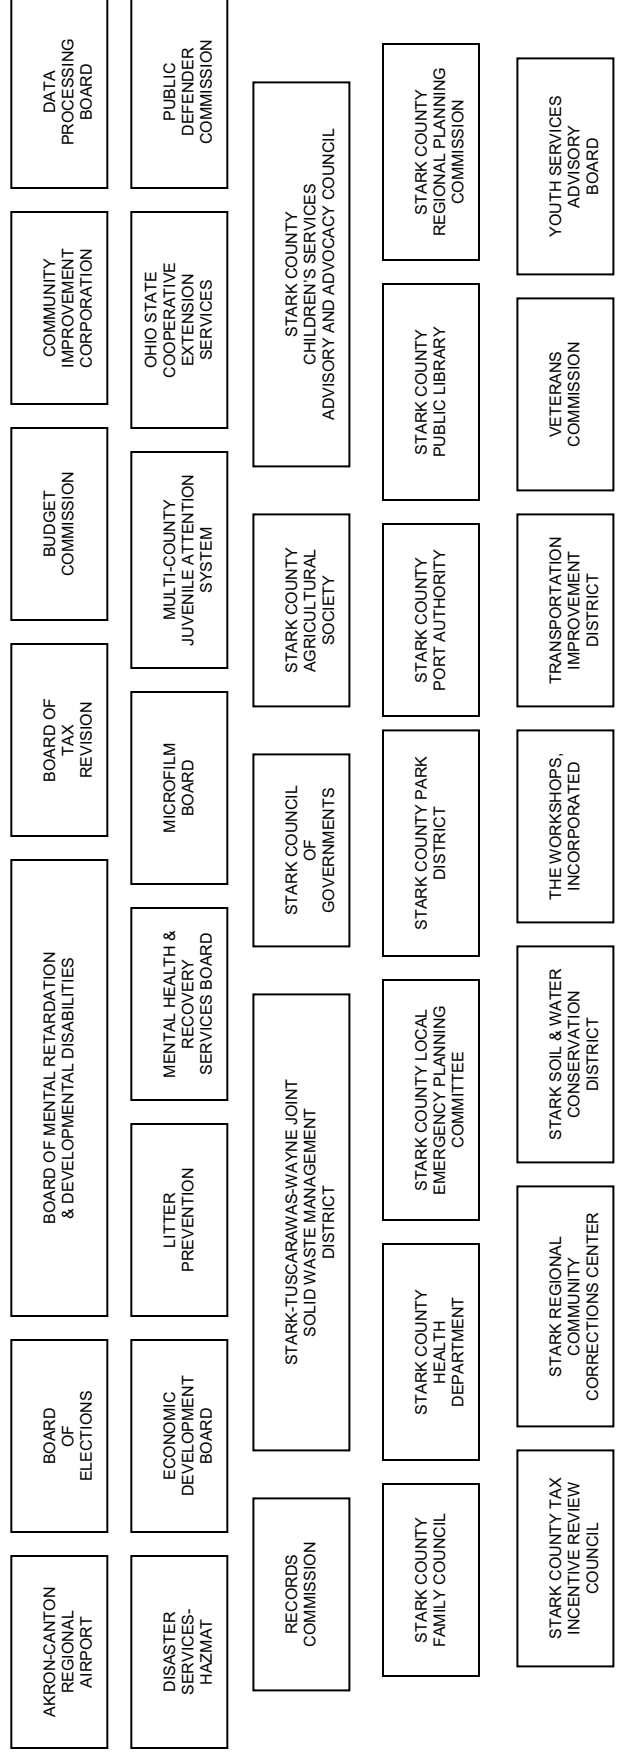 AKRON-CANTON
REGIONAL
AIRPORT
BOARD
OF
ELECTIONS
BOARD OF MENTAL RETARDATION
& DEVELOPMENTAL DISABILITIES
BOARD OF
TAX
REVISION
BUDGET
COMMISSION
COMMUNITY
IMPROVEMENT
CORPORATION
DATA
PROCESSING
BOARD
DISASTER
SERVICES-
HAZMAT
ECONOMIC
DEVELOPMENT
BOARD
LITTER
PREVENTION
MENTAL HEALTH &
RECOVERY
SERVICES BOARD
MICROFILM
BOARD
MULTI-COUNTY
JUVENILE ATTENTION
SYSTEM
OHIO STATE
COOPERATIVE
EXTENSION
SERVICES
PUBLIC
DEFENDER
COMMISSION
RECORDS
COMMISSION
STARK-TUSCARAWAS-WAYNE JOINT
SOLID WASTE MANAGEMENT
DISTRICT
STARK COUNCIL
OF
GOVERNMENTS
STARK COUNTY
AGRICULTURAL
SOCIETY
STARK COUNTY
CHILDREN'S SERVICES
ADVISORY AND ADVOCACY COUNCIL
STARK COUNTY
FAMILY COUNCIL
STARK COUNTY
HEALTH
DEPARTMENT
STARK COUNTY LOCAL
EMERGENCY PLANNING
COMMITTEE
STARK COUNTY PARK
DISTRICT
STARK COUNTY
PORT AUTHORITY
STARK COUNTY
PUBLIC LIBRARY
STARK COUNTY
REGIONAL PLANNING
COMMISSION
STARK COUNTY TAX
INCENTIVE REVIEW
COUNCIL
STARK REGIONAL
COMMUNITY
CORRECTIONS CENTER
STARK SOIL & WATER
CONSERVATION
DISTRICT
THE WORKSHOPS,
INCORPORATED
TRANSPORTATION
IMPROVEMENT
DISTRICT
VETERANS
COMMISSION
YOUTH SERVICES
ADVISORY
BOARD